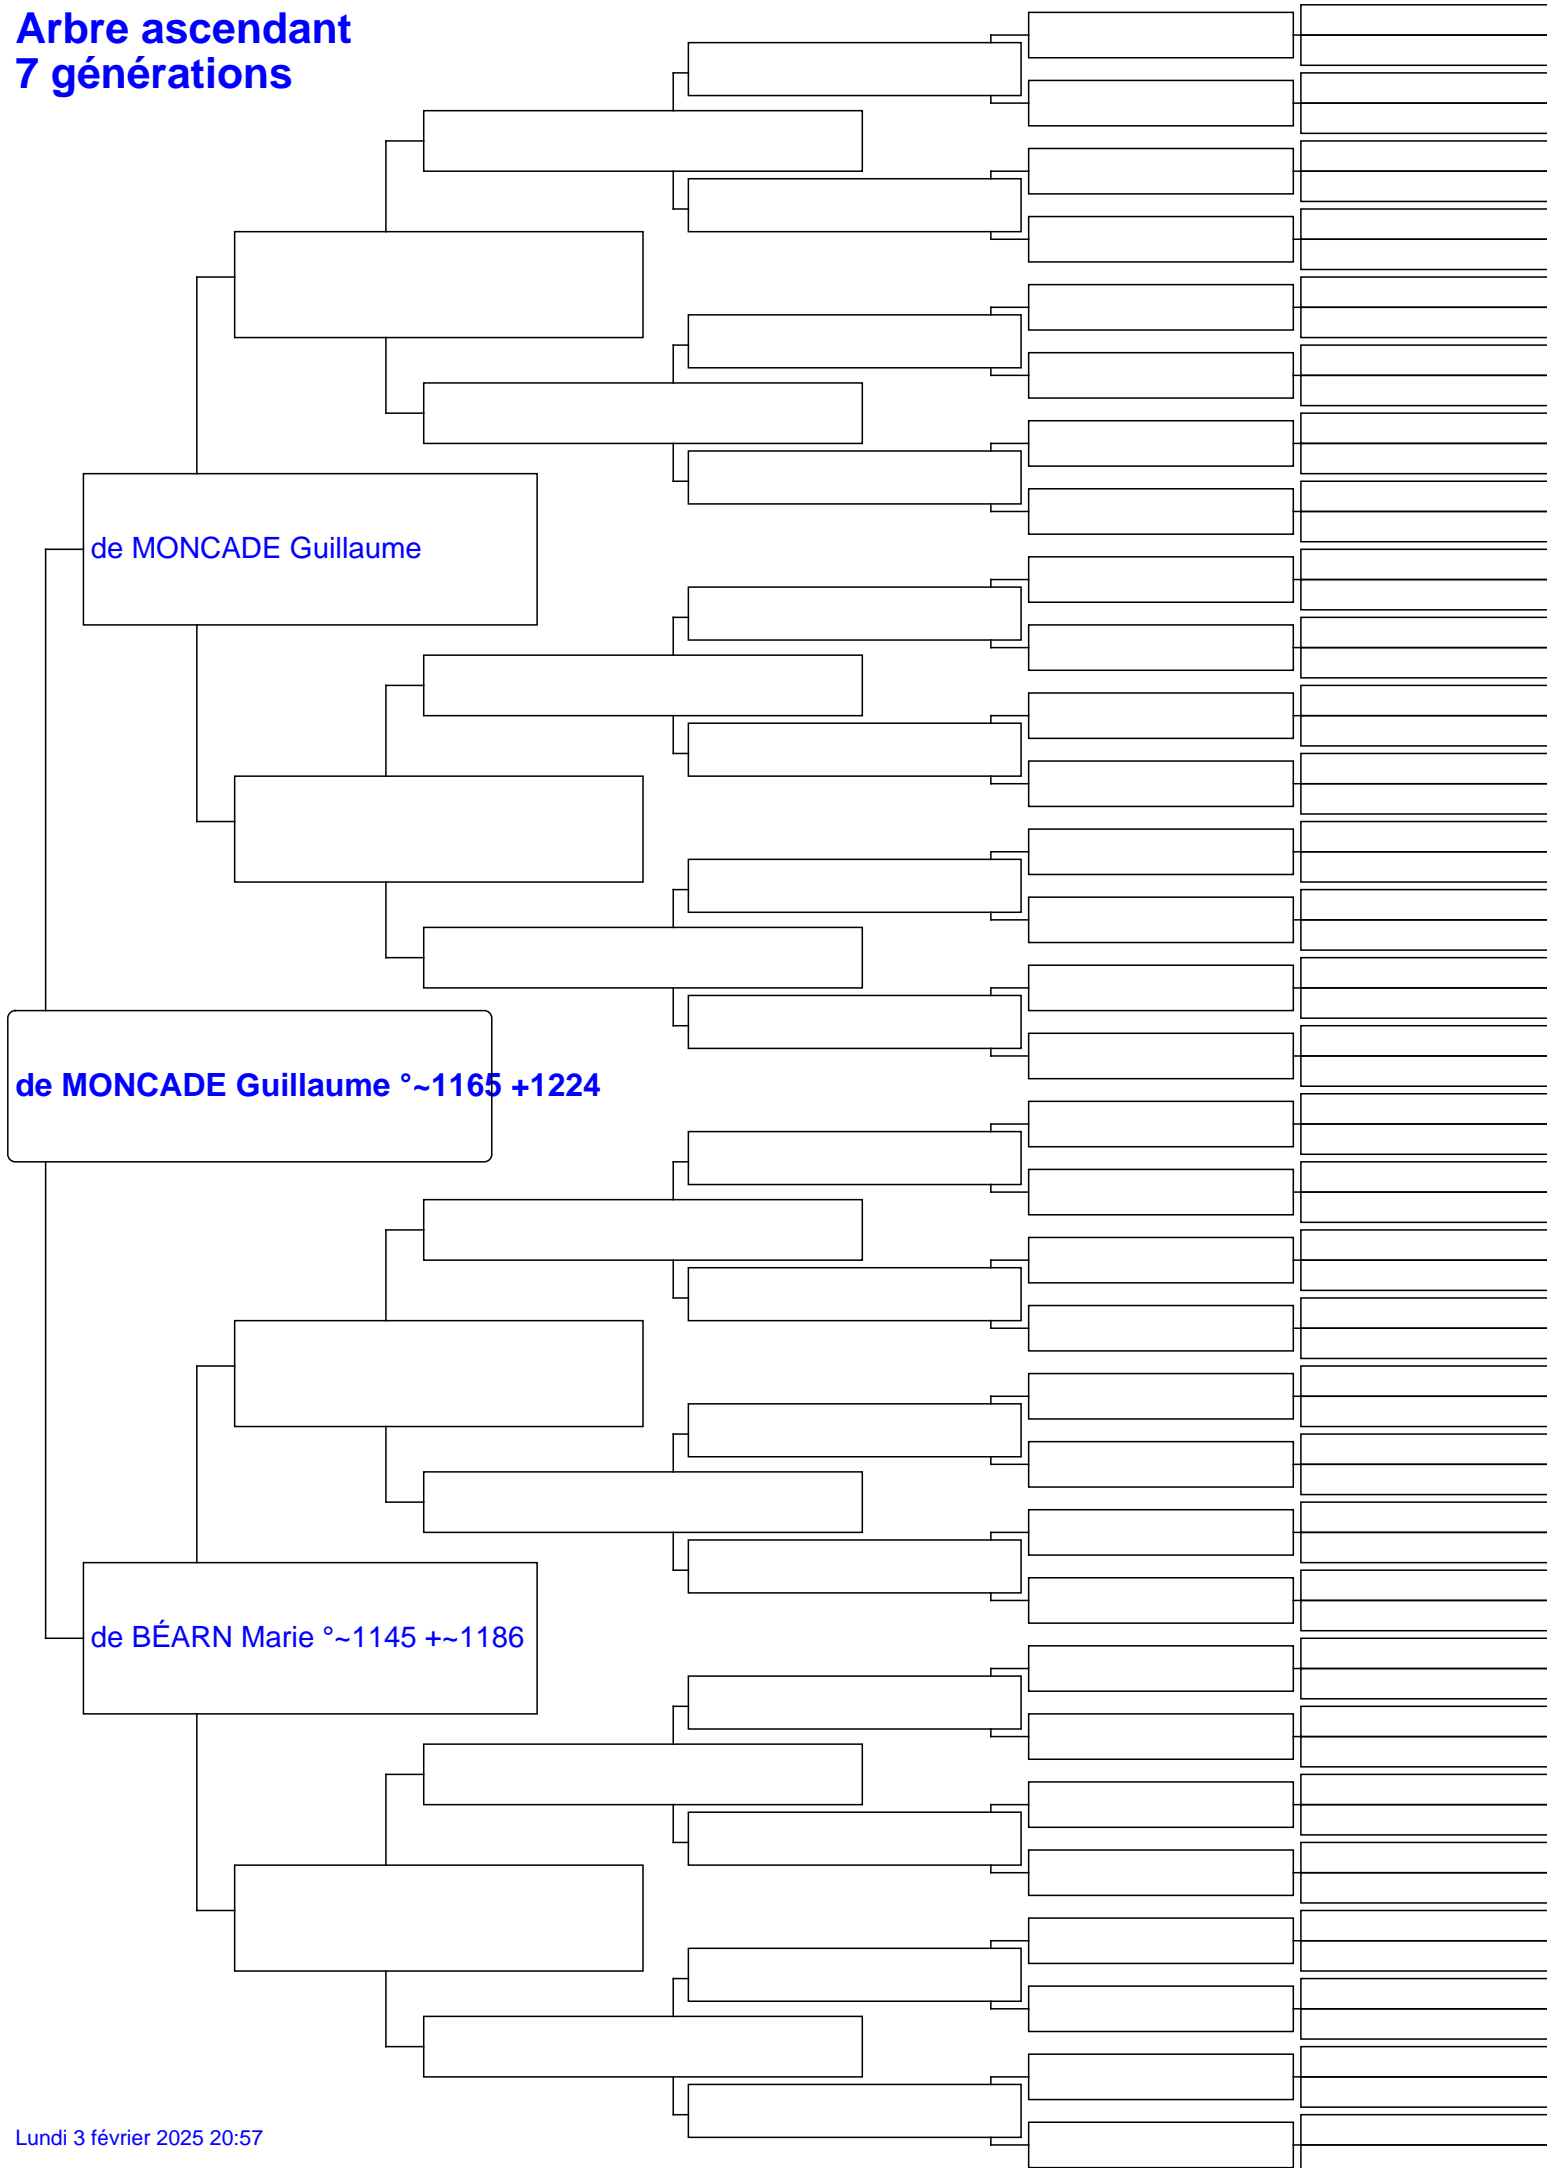 Arbre ascendant
7 générations
de MONCADE Guillaume
de MONCADE Guillaume °~1165 +1224
de BÉARN Marie °~1145 +~1186
Lundi 3 février 2025 20:57